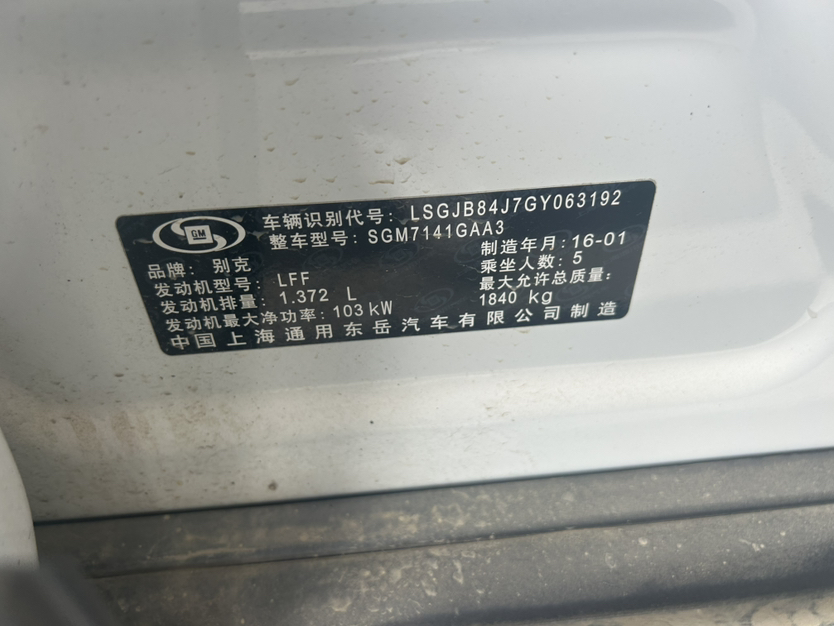 GM
车辆识别代号: LSGJB84J7GY063192
整车型号: SGM7141GAA3
品牌: 别克
制造年月: 16-01
发动机型号: LFF
乘坐人数: 5
发动机排量: 1.372 L
最大允许总质量:
1840 kg
发动机最大净功率: 103 kW
中国上海通用东岳汽车有限公司制造